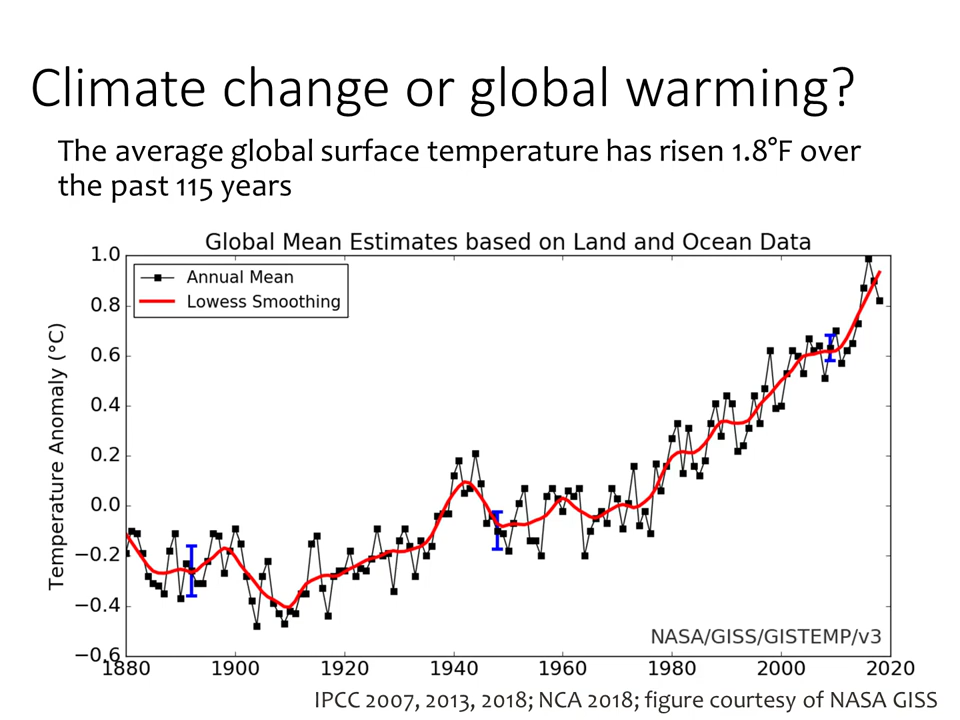 Climate change or global warming?
The average global surface temperature has risen 1.8°F over
the past 115 years
Global Mean Estimates based on Land and Ocean Data
Annual Mean
Lowess Smoothing
Temperature Anomaly (°C)
1.0
0.8
0.6
0.4
0.2
0.0
−0.2
−0.4
−0.6
NASA/GISS/GISTEMP/v3
1880 1900 1920 1940 1960 1980 2000 2020
IPCC 2007, 2013, 2018; NCA 2018; figure courtesy of NASA GISS